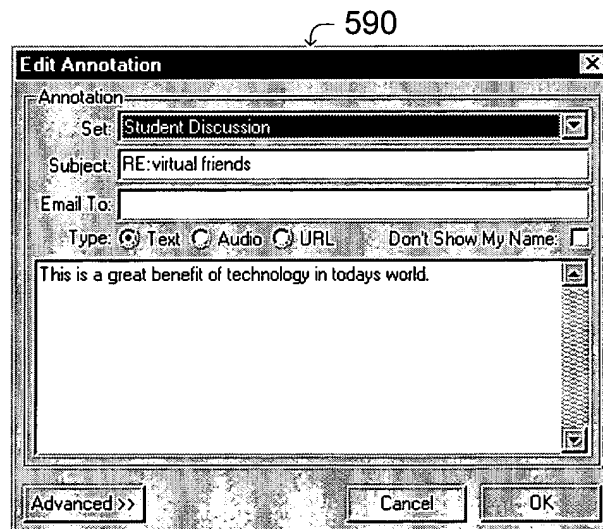 590
Edit Annotation
Annotation
Set: Student Discussion
Subject: RE:virtual friends
Email To:
Type: Text Audio URL Don't Show My Name:
This is a great benefit of technology in todays world.
Advanced >> Cancel OK